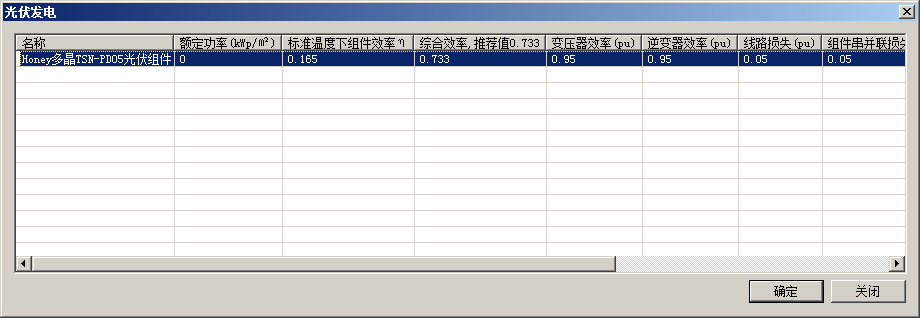 光伏发电
名称 额定功率(kWp/㎡) 标准温度下组件效率η 综合效率,推荐值0.733 变压器效率(pu) 逆变器效率(pu) 线路损失(pu) 组件串并联损失
Honey多晶TSN-PD05光伏组件 0 0.165 0.733 0.95 0.95 0.05 0.05
确定 关闭